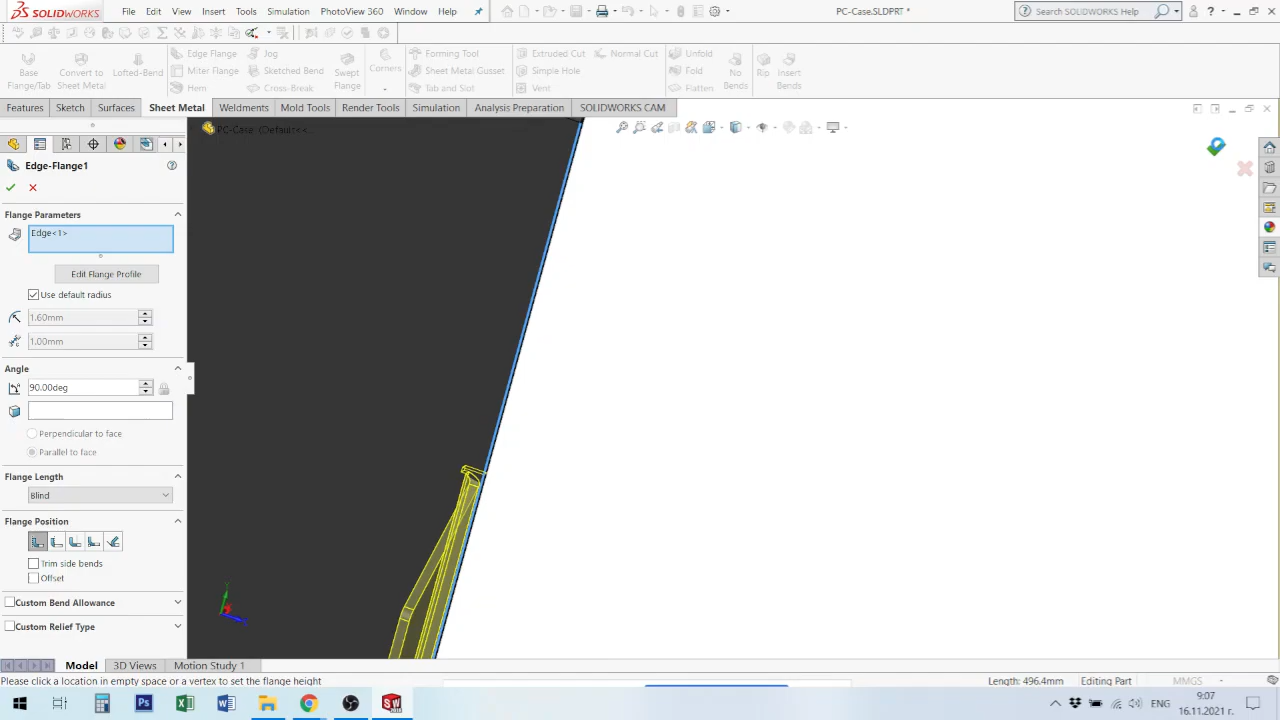 SOLIDWORKS
File Edit View Insert Tools Simulation PhotoView 360 Window Help
PC-Case.SLDPRT *
Search SOLIDWORKS Help
Base Flange/Tab
Convert to Sheet Metal
Lofted-Bend
Edge Flange
Miter Flange
Hem
Jog
Sketched Bend
Cross-Break
Swept Flange
Corners
Forming Tool
Sheet Metal Gusset
Tab and Slot
Extruded Cut
Simple Hole
Vent
Normal Cut
Unfold
Fold
Flatten
No Bends
Rip
Insert Bends
Features Sketch Surfaces Sheet Metal Weldments Mold Tools Render Tools Simulation Analysis Preparation SOLIDWORKS CAM
PC-Case (Default<<...
Edge-Flange1
Flange Parameters
Edge<1>
Edit Flange Profile
Use default radius
1.60mm
1.00mm
Angle
90.00deg
Perpendicular to face
Parallel to face
Flange Length
Blind
Flange Position
Trim side bends
Offset
Custom Bend Allowance
Custom Relief Type
Model 3D Views Motion Study 1
Please click a location in empty space or a vertex to set the flange height
Length: 496.4mm Editing Part MMGS
ENG
9:07
16.11.2021 г.